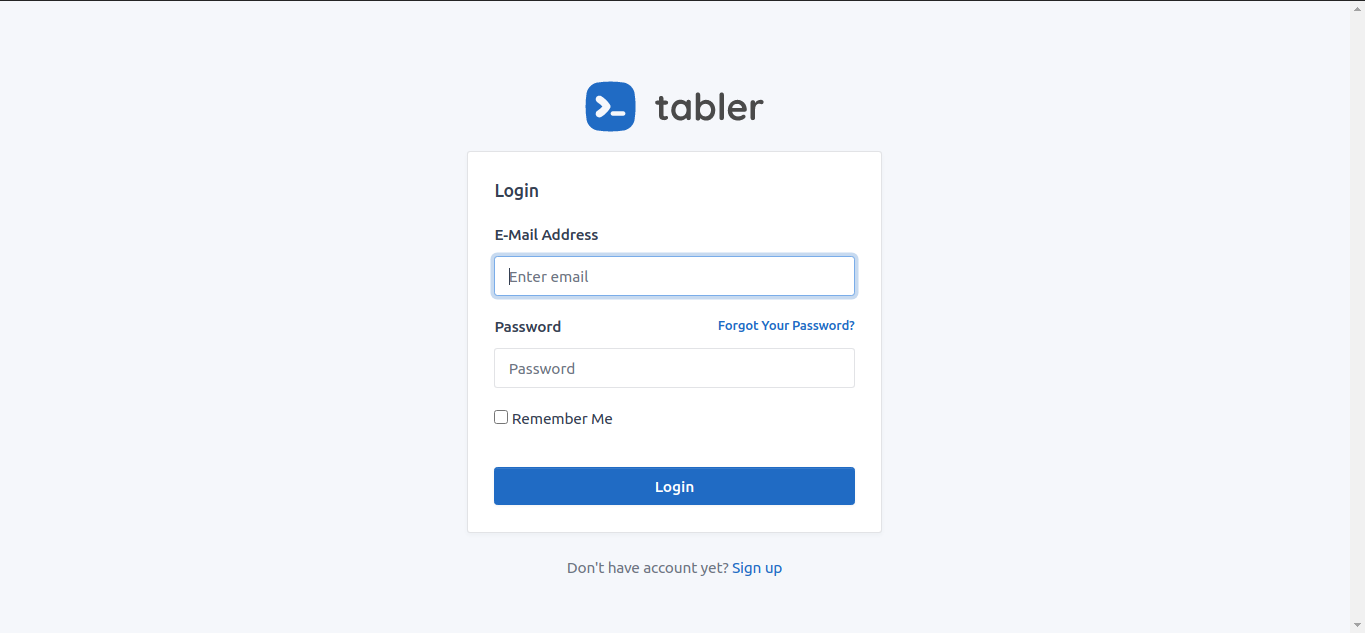 tabler
Login
E-Mail Address
Enter email
Password Forgot Your Password?
Password
Remember Me
Login
Don't have account yet? Sign up